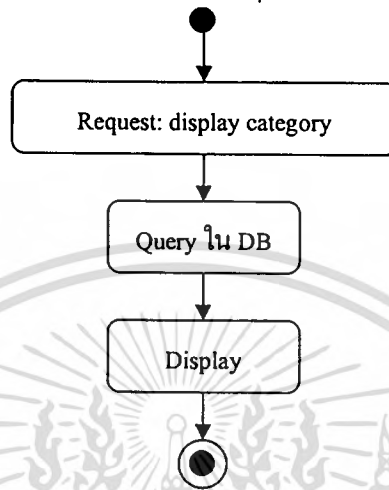 Request: display category
Query ใน DB
Display